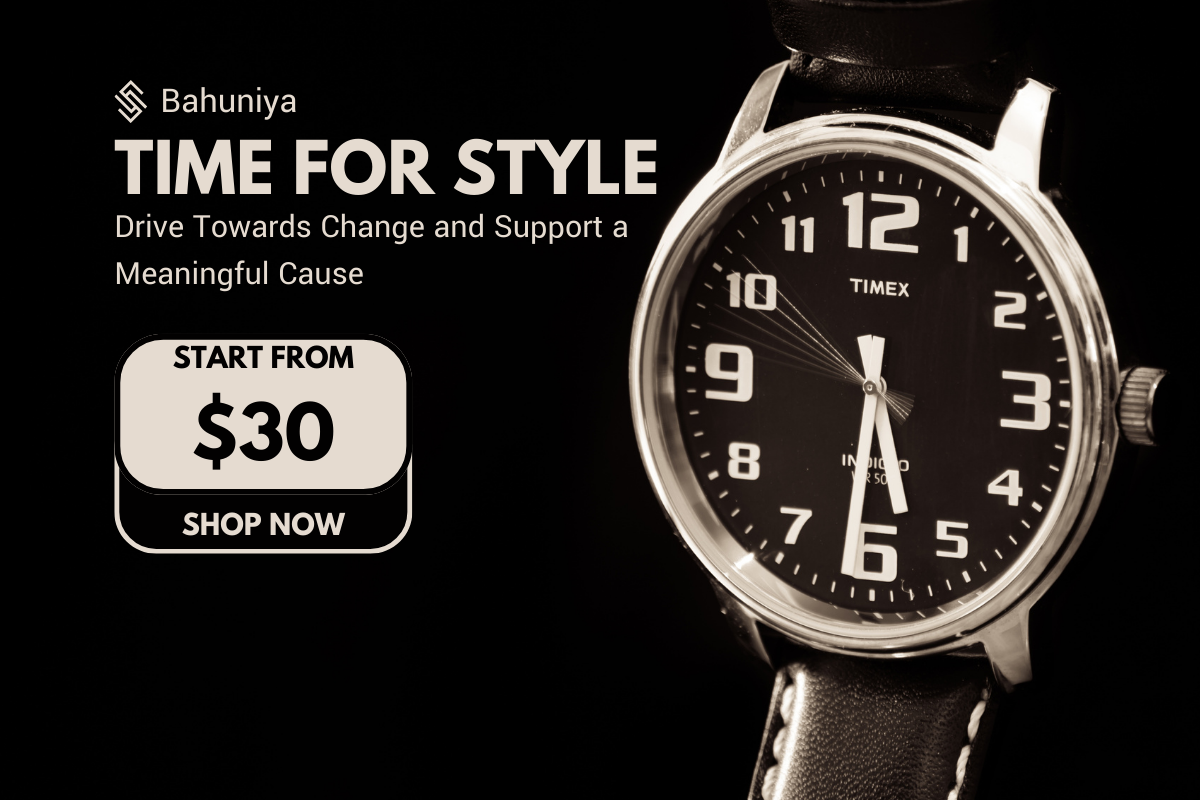 Bahuniya
TIME FOR STYLE
Drive Towards Change and Support a
Meaningful Cause
START FROM
$30
SHOP NOW
12
11
1
10
TIMEX
2
9
3
8
INDIGLO
4
7
5
6